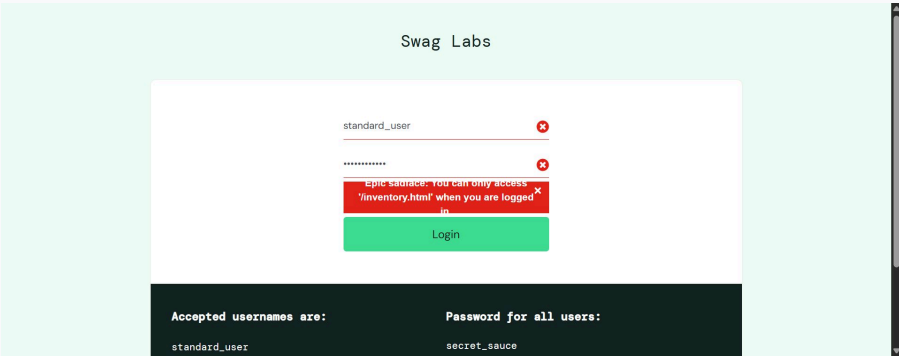 Swag Labs
standard_user
••••••••••••
Epic sadface: You can only access
'/inventory.html' when you are logged
in
Login
Accepted usernames are:
standard_user
Password for all users:
secret_sauce